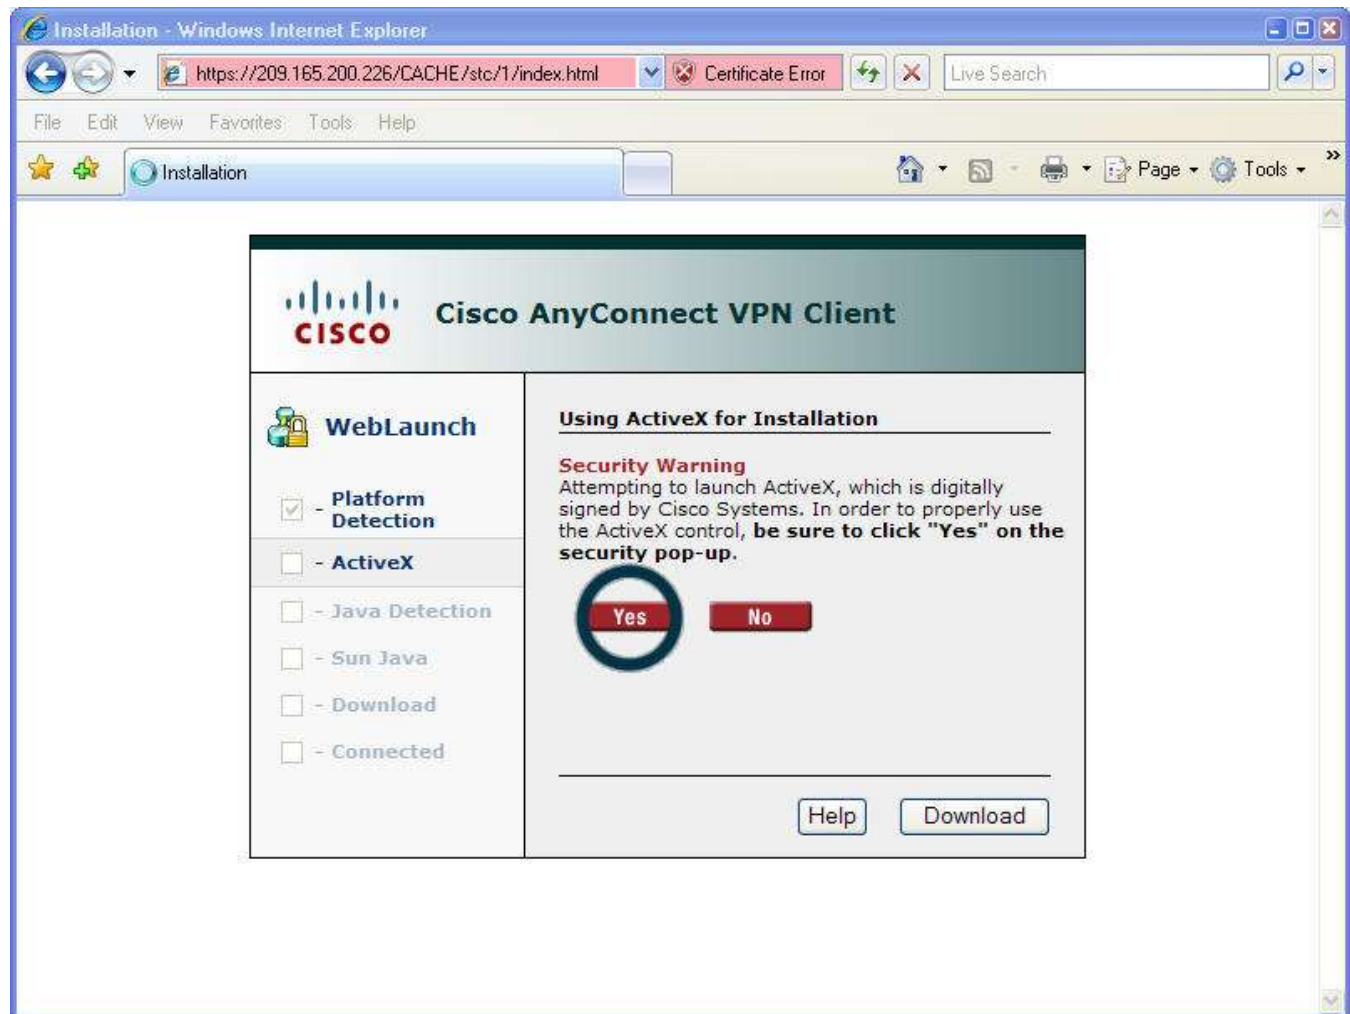 Installation - Windows Internet Explorer
https://209.165.200.226/CACHE/stc/1/index.html
Certificate Error
Live Search
File Edit View Favorites Tools Help
Installation
Page
Tools
CISCO
Cisco AnyConnect VPN Client
WebLaunch
- Platform
Detection
- ActiveX
- Java Detection
- Sun Java
- Download
- Connected
Using ActiveX for Installation
Security Warning
Attempting to launch ActiveX, which is digitally
signed by Cisco Systems. In order to properly use
the ActiveX control, be sure to click "Yes" on the
security pop-up.
Yes
No
Help
Download